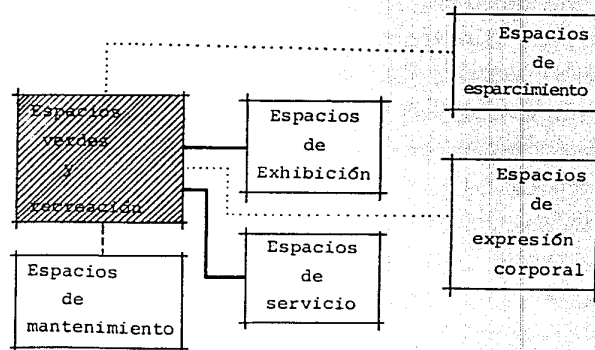 Espacios
de
esparcimiento
Espacios
verdes
y
recreación
Espacios
de
Exhibición
Espacios
de
expresión
corporal
Espacios
de
mantenimiento
Espacios
de
servicio